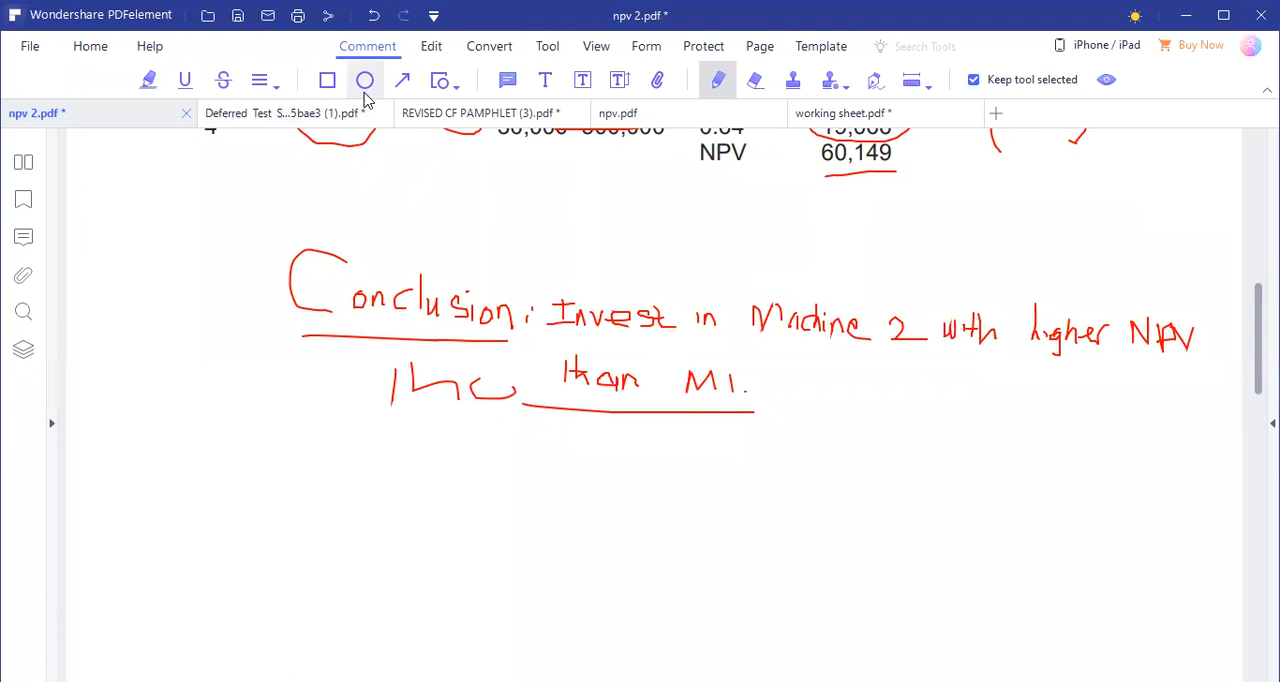 Wondershare PDFelement
npv 2.pdf *
File Home Help Comment Edit Convert Tool View Form Protect Page Template Search Tools iPhone / iPad Buy Now
Keep tool selected
npv 2.pdf * Deferred Test S...5bae3 (1).pdf * REVISED CF PAMPHLET (3).pdf * npv.pdf working sheet.pdf *
4
NPV 60,149
Conclusion: Invest in Machine 2 with higher NPV
than M1.